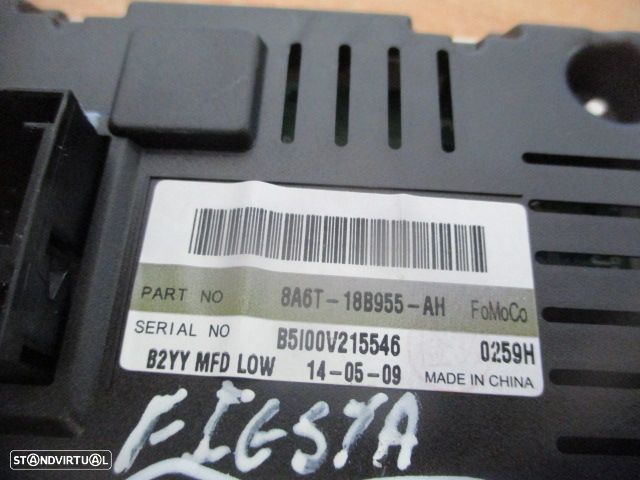 PART NO 8A6T-18B955-AH FoMoCo
SERIAL NO B5I00V215546 0259H
B2YY MFD LOW 14-05-09 MADE IN CHINA
FIESTA
STANDVIRTUAL